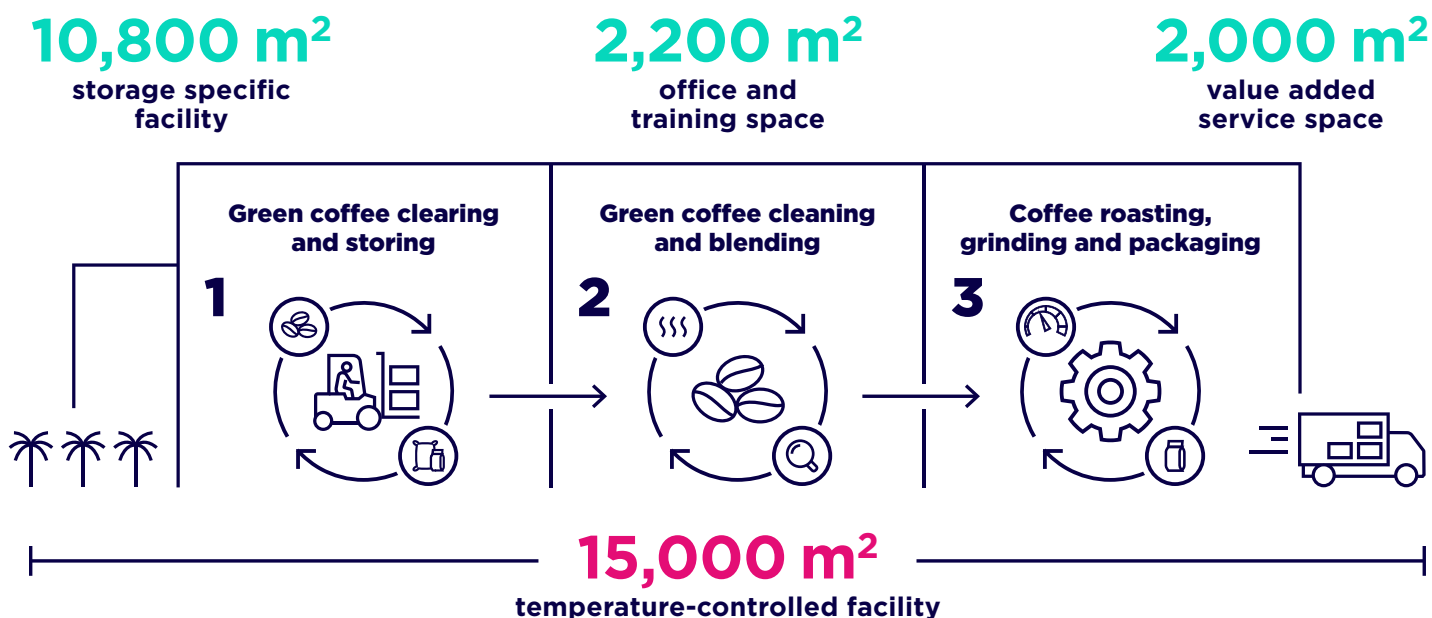 10,800 m²
storage specific
facility
2,200 m²
office and
training space
2,000 m²
value added
service space
Green coffee clearing
and storing
1
Green coffee cleaning
and blending
2
Coffee roasting,
grinding and packaging
3
15,000 m²
temperature-controlled facility